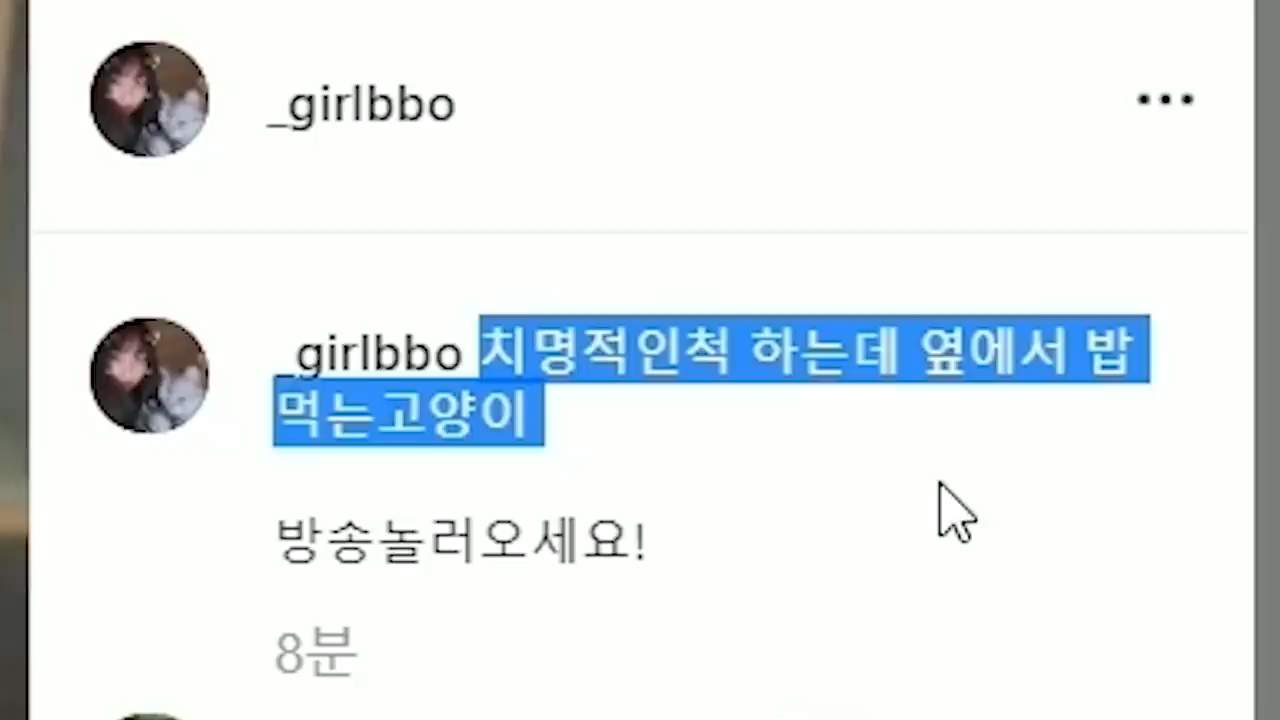 _girlbbo
_girlbbo 치명적인척 하는데 옆에서 밥
먹는고양이
방송놀러오세요!
8분